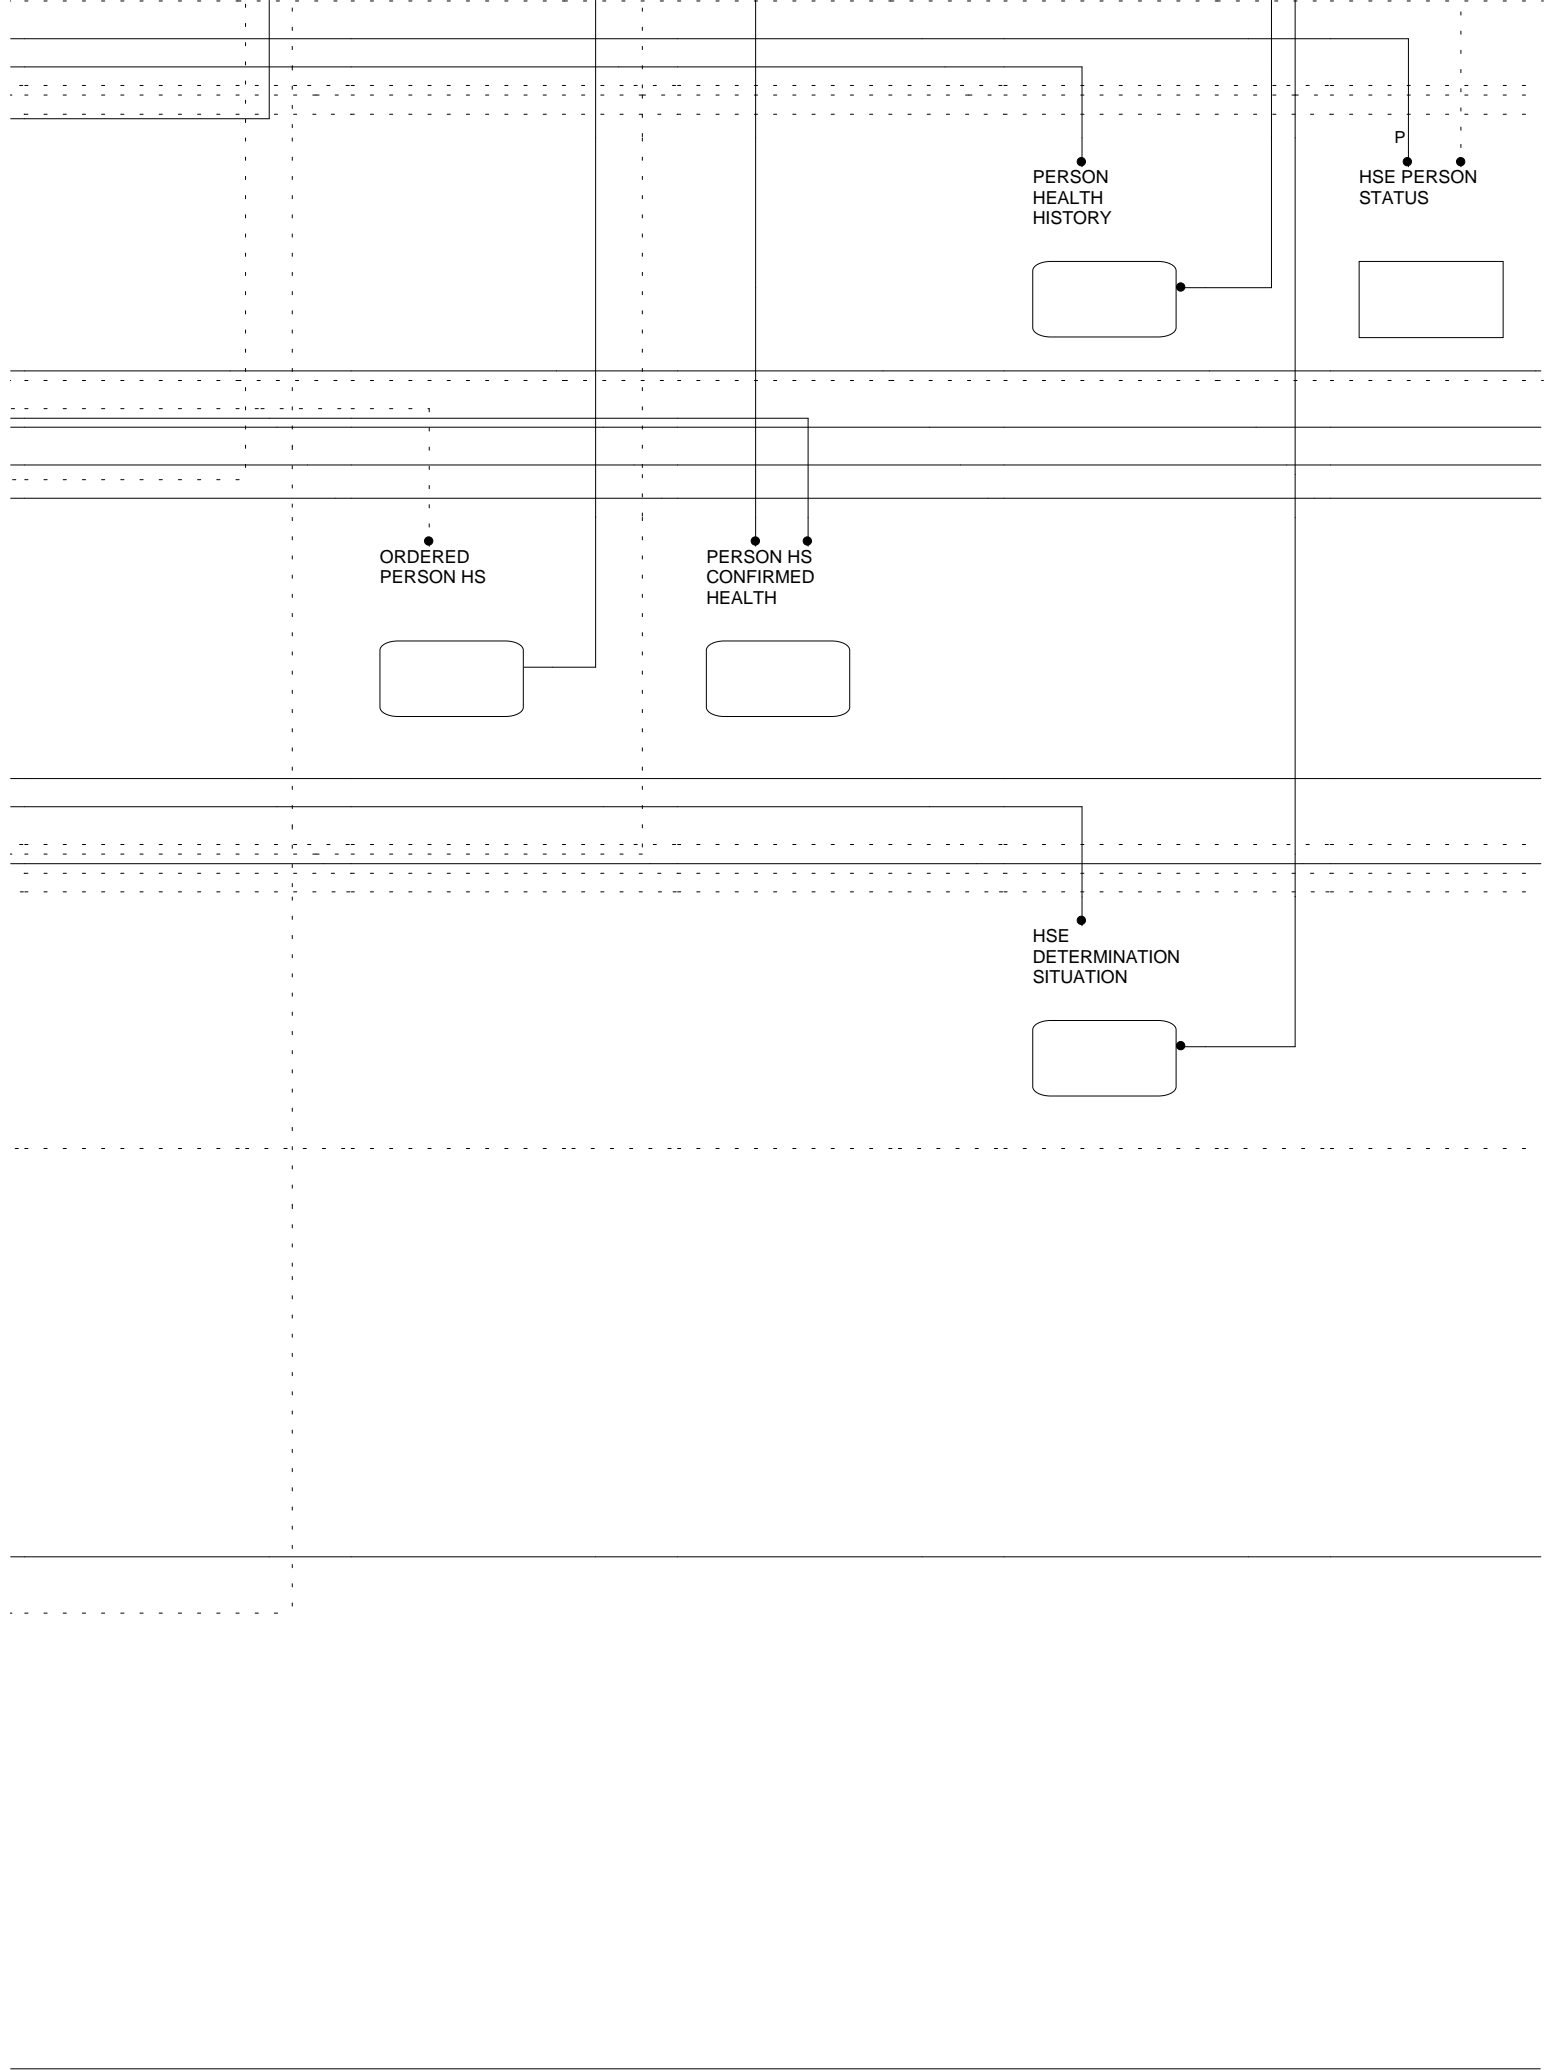 P
PERSON
HEALTH
HISTORY
HSE PERSON
STATUS
ORDERED
PERSON HS
PERSON HS
CONFIRMED
HEALTH
HSE
DETERMINATION
SITUATION